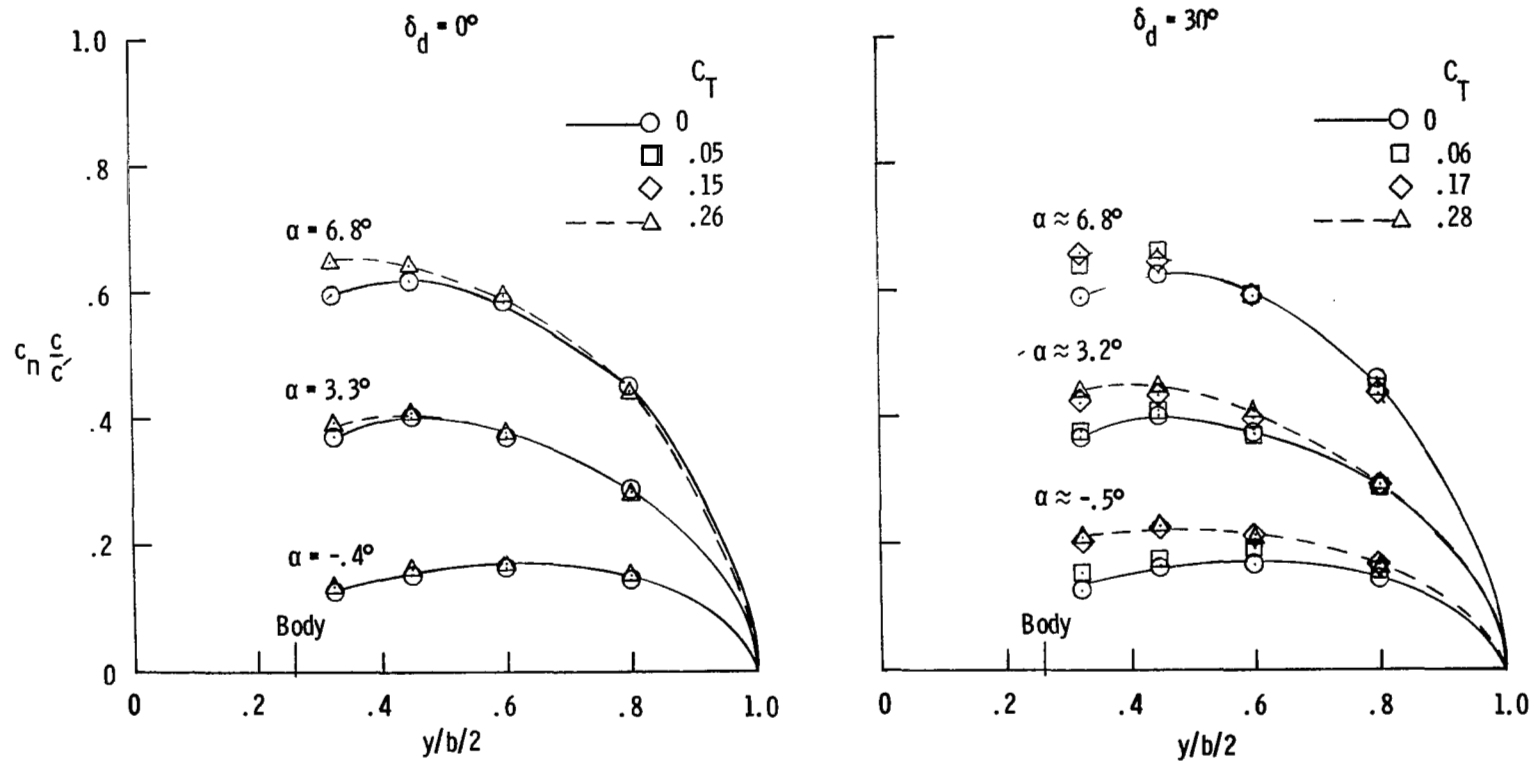 δd = 0°
1.0
.8
.6
.4
.2
0
cn c/c′
CT
0
.05
.15
.26
α = 6.8°
α = 3.3°
α = -.4°
Body
0 .2 .4 .6 .8 1.0
y/b/2
δd = 30°
CT
0
.06
.17
.28
α ≈ 6.8°
α ≈ 3.2°
α ≈ -.5°
Body
0 .2 .4 .6 .8 1.0
y/b/2